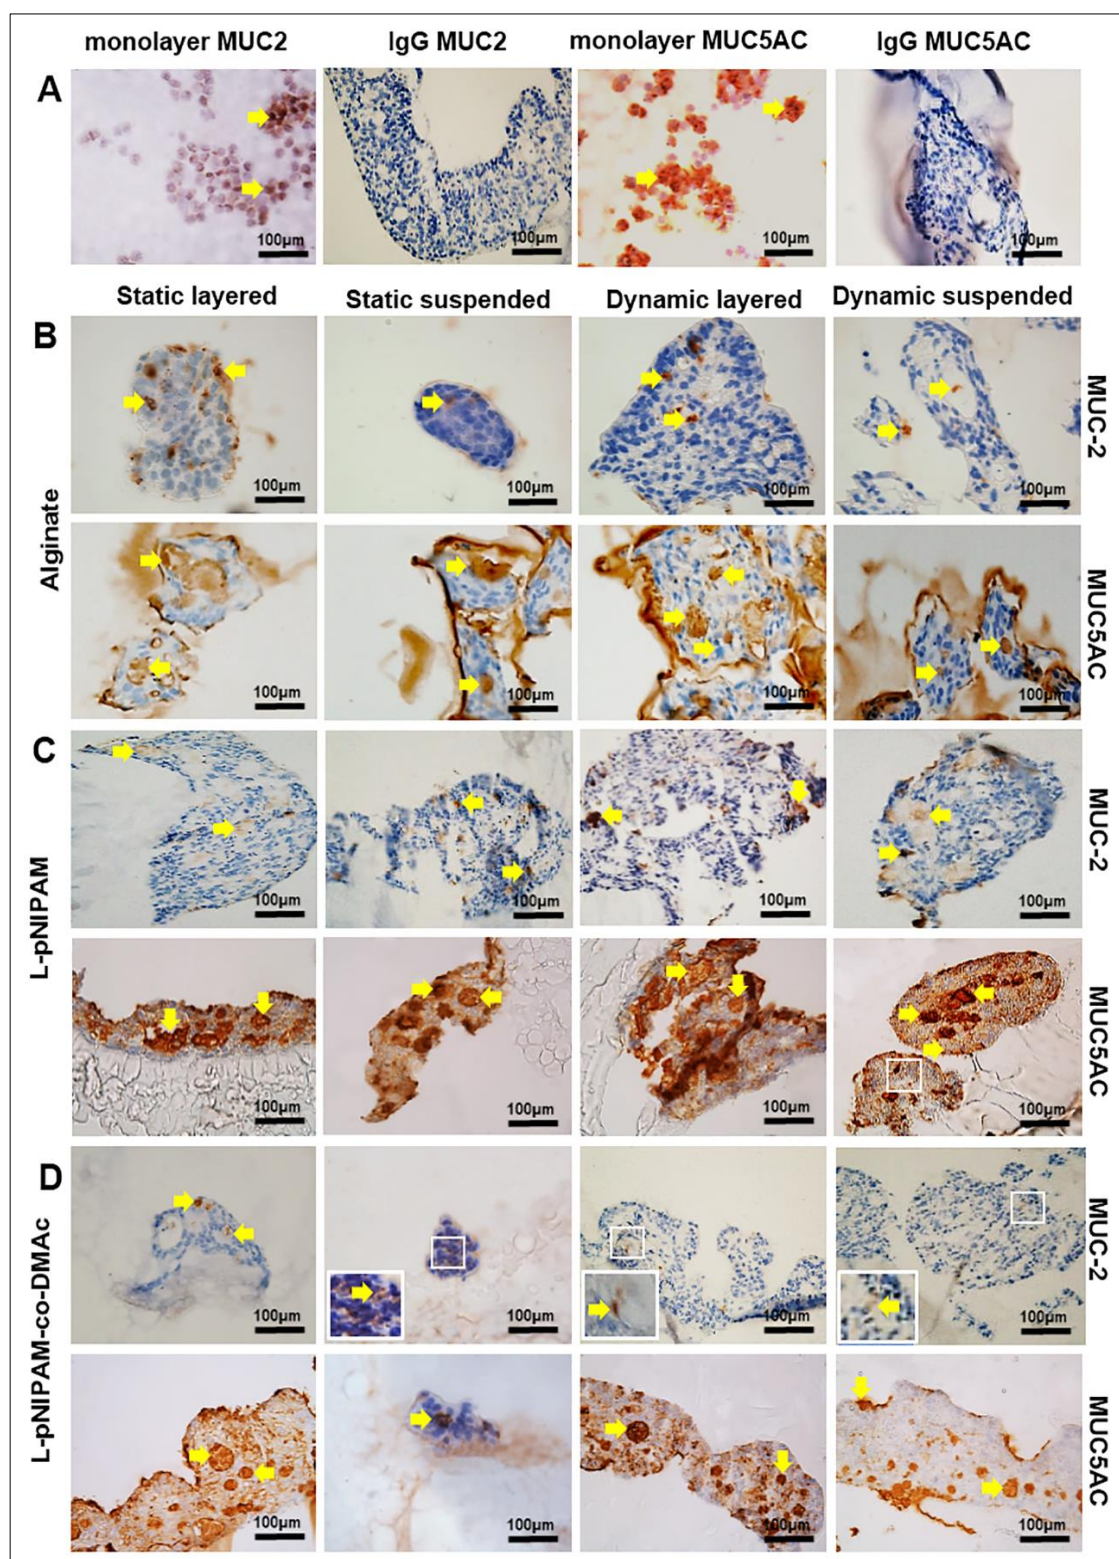 monolayer MUC2 IgG MUC2 monolayer MUC5AC IgG MUC5AC
A
100µm 100µm 100µm 100µm
Static layered Static suspended Dynamic layered Dynamic suspended
B
Alginate
MUC-2
100µm 100µm 100µm 100µm
MUC5AC
100µm 100µm 100µm 100µm
C
L-pNIPAM
MUC-2
100µm 100µm 100µm 100µm
MUC5AC
100µm 100µm 100µm 100µm
D
L-pNIPAM-co-DMAc
MUC-2
100µm 100µm 100µm 100µm
MUC5AC
100µm 100µm 100µm 100µm